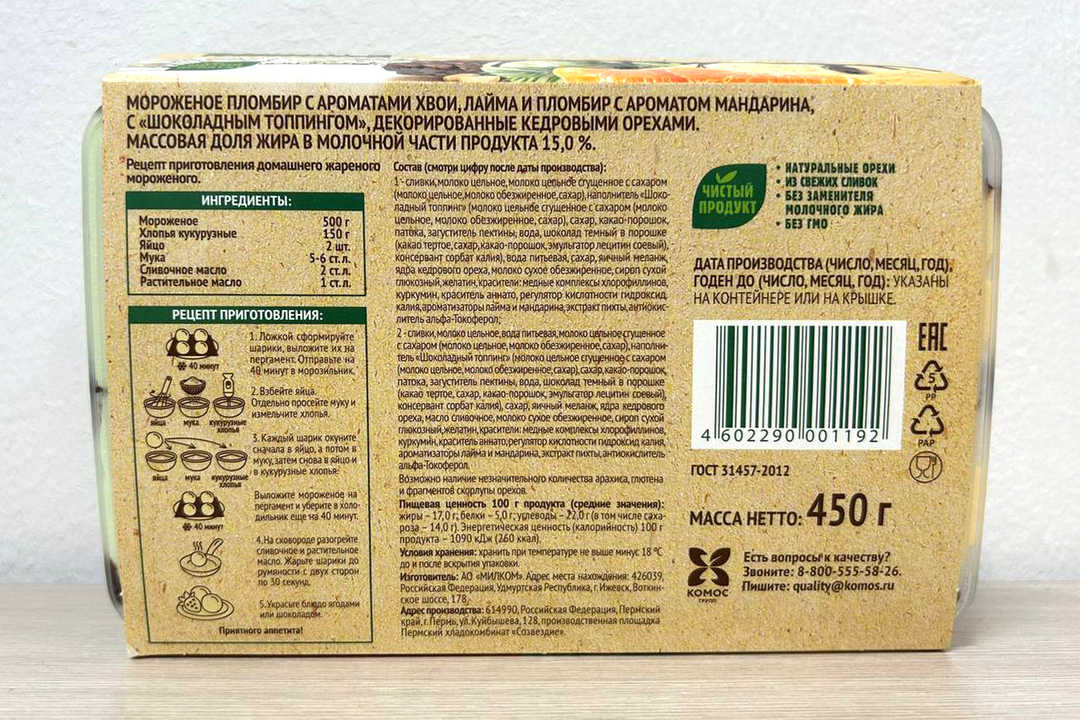 МОРОЖЕНОЕ ПЛОМБИР С АРОМАТАМИ ХВОИ, ЛАЙМА И ПЛОМБИР С АРОМАТОМ МАНДАРИНА,
С «ШОКОЛАДНЫМ ТОППИНГОМ», ДЕКОРИРОВАННЫЕ КЕДРОВЫМИ ОРЕХАМИ.
МАССОВАЯ ДОЛЯ ЖИРА В МОЛОЧНОЙ ЧАСТИ ПРОДУКТА 15,0 %.
Рецепт приготовления домашнего жареного
мороженого.
ИНГРЕДИЕНТЫ:
Мороженое 500 г
Хлопья кукурузные 150 г
Яйцо 2 шт.
Мука 5-6 ст. л.
Сливочное масло 2 ст. л.
Растительное масло 1 ст. л.
РЕЦЕПТ ПРИГОТОВЛЕНИЯ:
1. Ложкой сформируйте
шарики, выложите их на
пергамент. Отправьте на
40 минут в морозильник.
40 минут
2. Взбейте яйца.
Отдельно просейте муку и
измельчите хлопья.
яйца мука кукурузные
хлопья
3. Каждый шарик окуните
сначала в яйцо, а потом в
муку, затем снова в яйцо и
в кукурузные хлопья.
яйца мука кукурузные
хлопья
Выложите мороженое на
пергамент и уберите в холо-
дильник еще на 40 минут.
40 минут
4. На сковороде разогрейте
сливочное и растительное
масло. Жарьте шарики до
румяности с двух сторон
по 30 секунд.
5. Украсьте блюдо ягодами
или шоколадом.
Приятного аппетита!
Состав (смотри цифру после даты производства):
1 - сливки, молоко цельное, молоко цельное сгущенное с сахаром
(молоко цельное, молоко обезжиренное, сахар), наполнитель «Шоко-
ладный топпинг» (молоко цельное сгущенное с сахаром (молоко
цельное, молоко обезжиренное, сахар), сахар, какао-порошок,
патока, загуститель пектины, вода, шоколад темный в порошке
(какао тертое, сахар, какао-порошок, эмульгатор лецитин соевый),
консервант сорбат калия), вода питьевая, сахар, яичный меланж,
ядра кедрового ореха, молоко сухое обезжиренное, сироп сухой
глюкозный, желатин, красители: медные комплексы хлорофиллинов,
куркумин, краситель аннато, регулятор кислотности гидроксид
калия, ароматизаторы лайма и мандарина, экстракт пихты, антиокис-
литель альфа-Токоферол;
2 - сливки, молоко цельное, вода питьевая, молоко цельное сгущенное
с сахаром (молоко цельное, молоко обезжиренное, сахар), наполни-
тель «Шоколадный топпинг» (молоко цельное сгущенное с сахаром
(молоко цельное, молоко обезжиренное, сахар), сахар, какао-порошок,
патока, загуститель пектины, вода, шоколад темный в порошке
(какао тертое, сахар, какао-порошок, эмульгатор лецитин соевый),
консервант сорбат калия), сахар, яичный меланж, ядра кедрового
ореха, масло сливочное, молоко сухое обезжиренное, сироп сухой
глюкозный, желатин, красители: медные комплексы хлорофиллинов,
куркумин, краситель аннато, регулятор кислотности гидроксид калия,
ароматизаторы лайма и мандарина, экстракт пихты, антиокислитель
альфа-Токоферол.
Возможно наличие незначительного количества арахиса, глютена
и фрагментов скорлупы орехов.
Пищевая ценность 100 г продукта (средние значения):
жиры – 17,0 г; белки – 5,0 г; углеводы – 22,0 г (в том числе саха-
роза – 14,0 г). Энергетическая ценность (калорийность) 100 г
продукта – 1090 кДж (260 ккал).
Условия хранения: хранить при температуре не выше минус 18 °С
до и после вскрытия упаковки.
Изготовитель: АО «МИЛКОМ». Адрес места нахождения: 426039,
Российская Федерация, Удмуртская Республика, г. Ижевск, Воткин-
ское шоссе, 178.
Адрес производства: 614990, Российская Федерация, Пермский
край, г. Пермь, ул. Куйбышева, 128, производственная площадка
Пермский хладокомбинат «Созвездие».
ЧИСТЫЙ
ПРОДУКТ
• НАТУРАЛЬНЫЕ ОРЕХИ
• ИЗ СВЕЖИХ СЛИВОК
• БЕЗ ЗАМЕНИТЕЛЯ
МОЛОЧНОГО ЖИРА
• БЕЗ ГМО
ДАТА ПРОИЗВОДСТВА (ЧИСЛО, МЕСЯЦ, ГОД),
ГОДЕН ДО (ЧИСЛО, МЕСЯЦ, ГОД): УКАЗАНЫ
НА КОНТЕЙНЕРЕ ИЛИ НА КРЫШКЕ.
4 602290 001192
EAC
5
PP
PAP
ГОСТ 31457-2012
МАССА НЕТТО: 450 г
КОМОС
ГРУПП
Есть вопросы к качеству?
Звоните: 8-800-555-58-26.
Пишите: quality@komos.ru